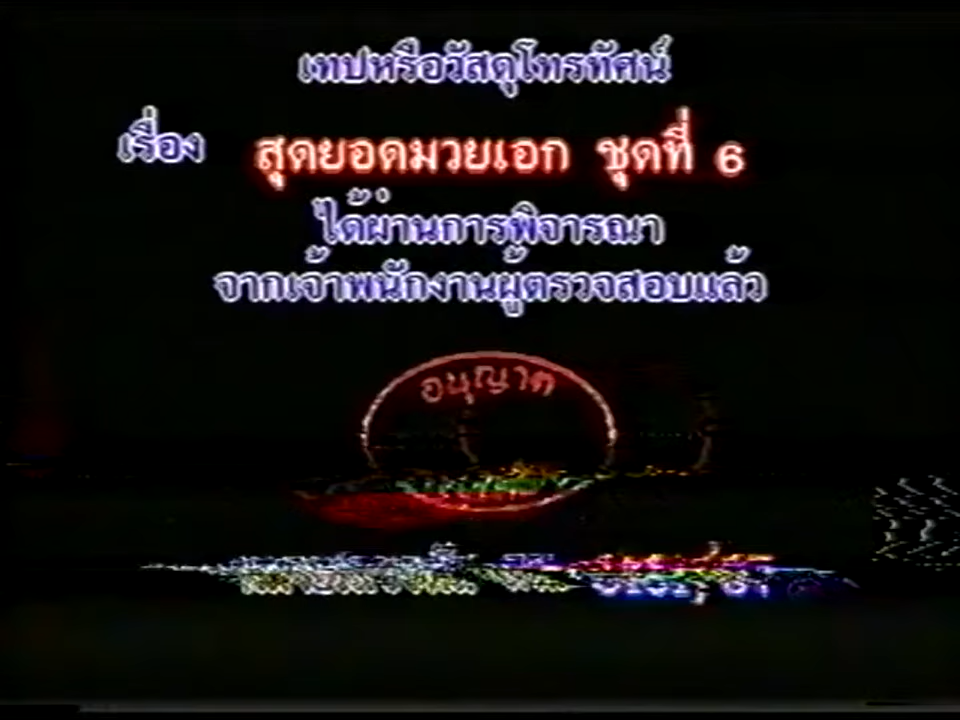 เทปหรือวัสดุโทรทัศน์
เรื่อง สุดยอดมวยเอก ชุดที่ 6
ได้ผ่านการพิจารณา
จากเจ้าพนักงานผู้ตรวจสอบแล้ว
อนุญาต